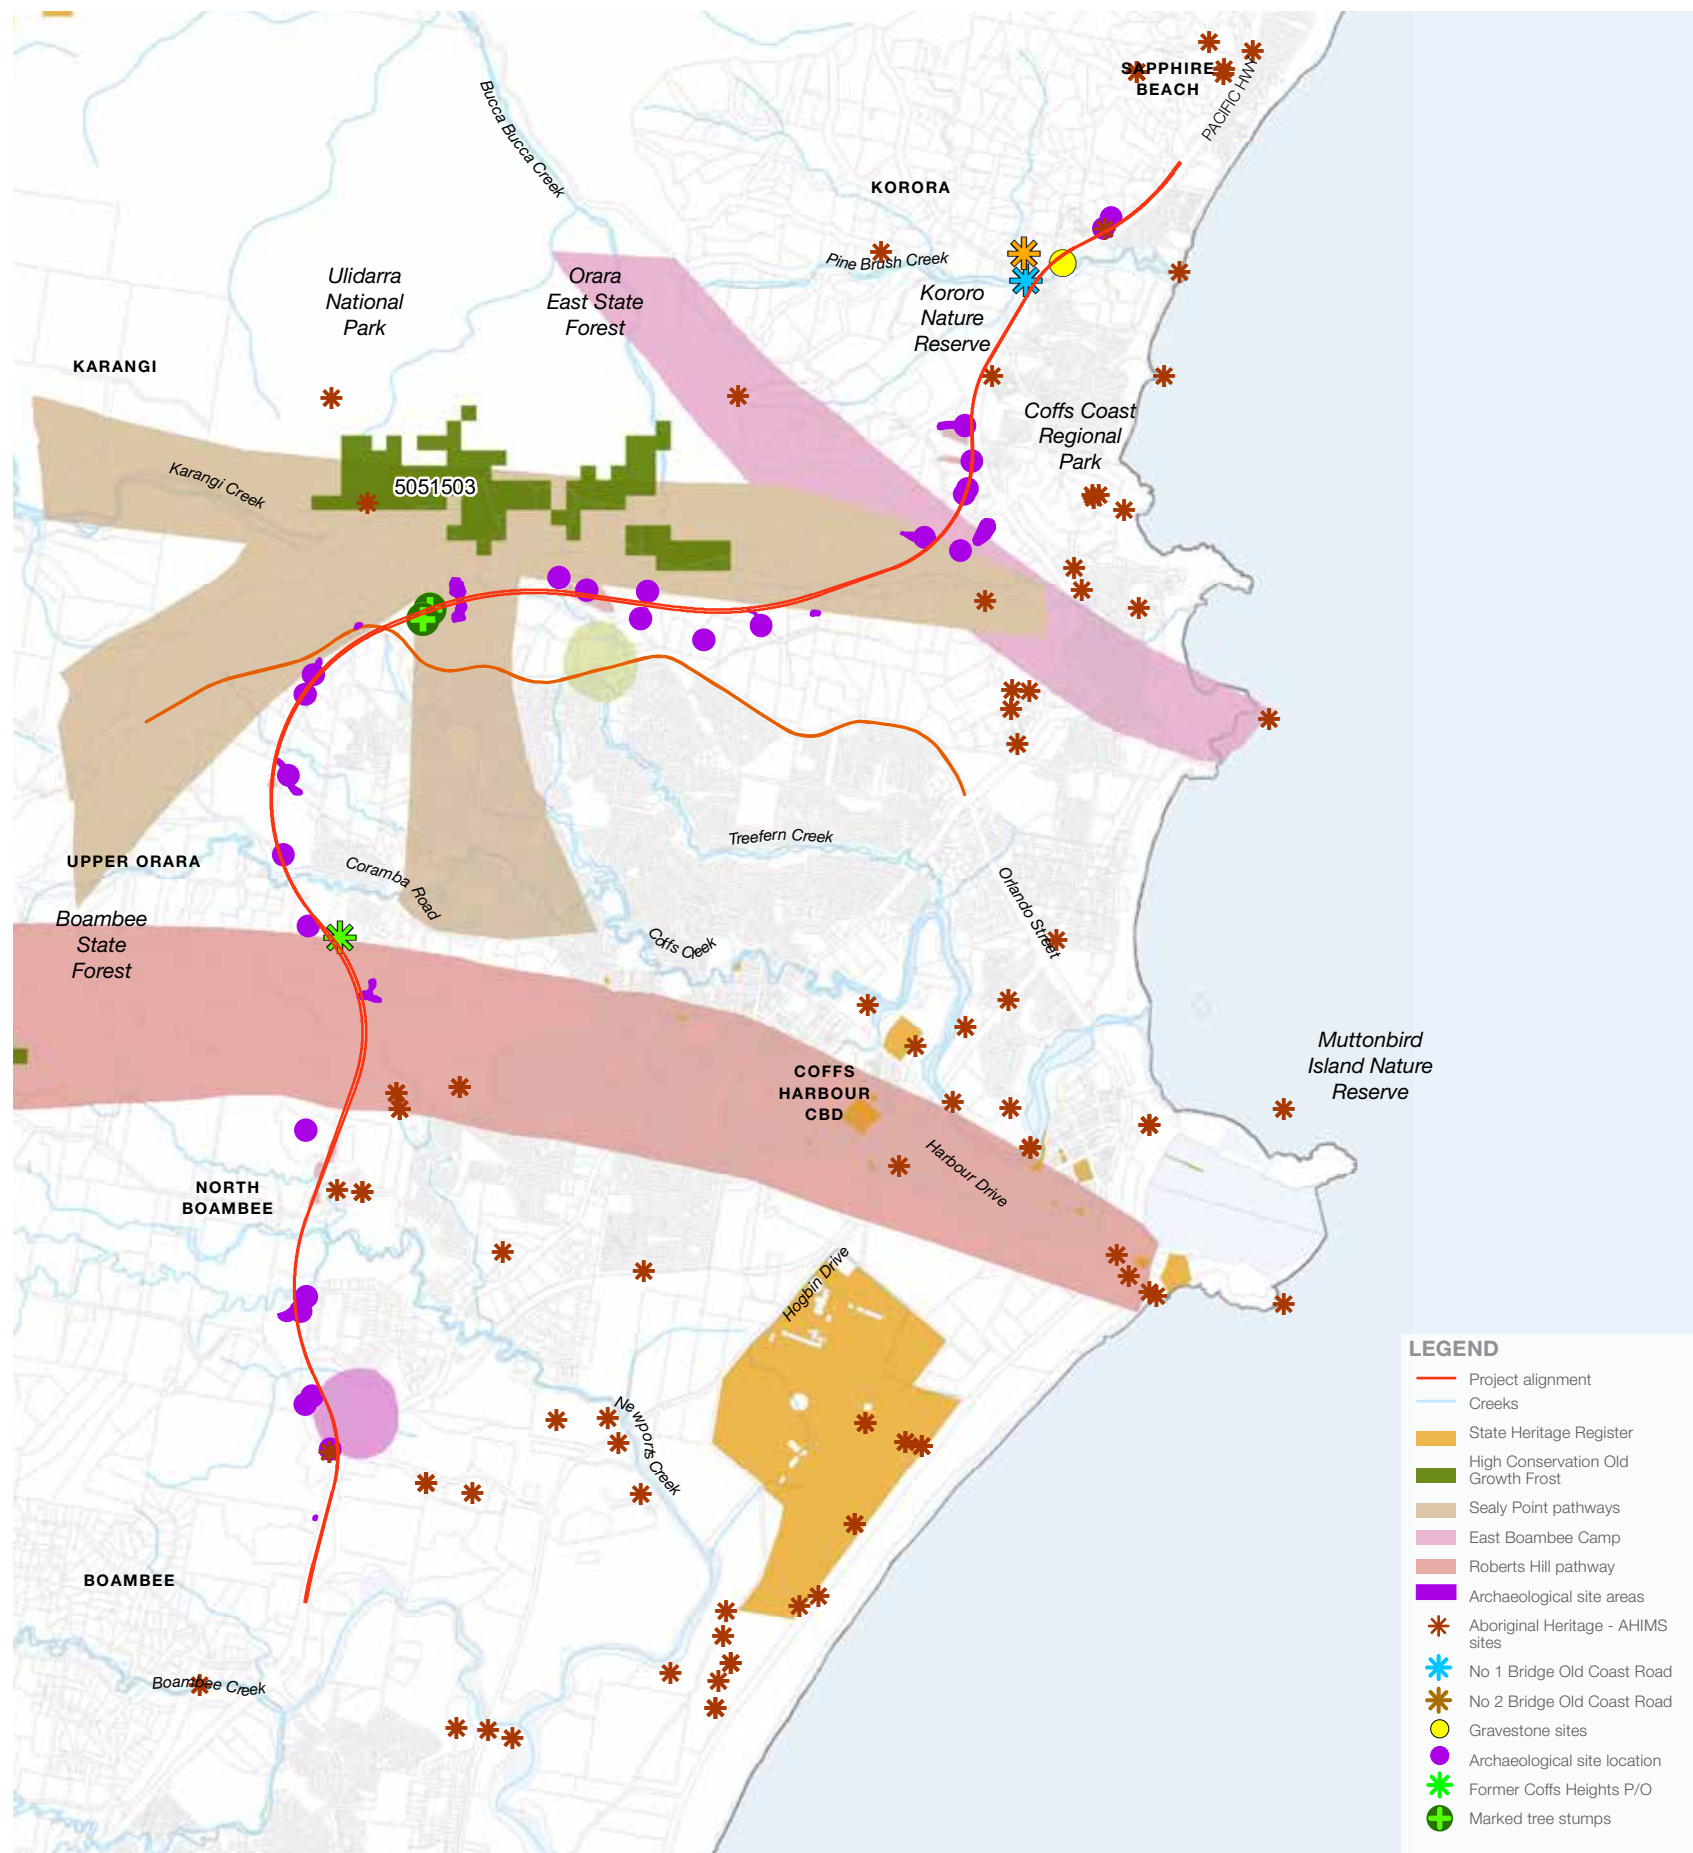 SAPPHIRE
BEACH
PACIFIC HWY
Bucca Bucca Creek
KORORA
Pine Brush Creek
Ulidarra
National
Park
Orara
East State
Forest
Kororo
Nature
Reserve
KARANGI
Coffs Coast
Regional
Park
Karangi Creek
5051503
Treefern Creek
UPPER ORARA
Coramba Road
Orlando Street
Boambee
State
Forest
Coffs Creek
Muttonbird
Island Nature
Reserve
COFFS
HARBOUR
CBD
Harbour Drive
NORTH
BOAMBEE
Hogbin Drive
Newports Creek
BOAMBEE
Boambee Creek
LEGEND
Project alignment
Creeks
State Heritage Register
High Conservation Old
Growth Frost
Sealy Point pathways
East Boambee Camp
Roberts Hill pathway
Archaeological site areas
Aboriginal Heritage - AHIMS
sites
No 1 Bridge Old Coast Road
No 2 Bridge Old Coast Road
Gravestone sites
Archaeological site location
Former Coffs Heights P/O
Marked tree stumps